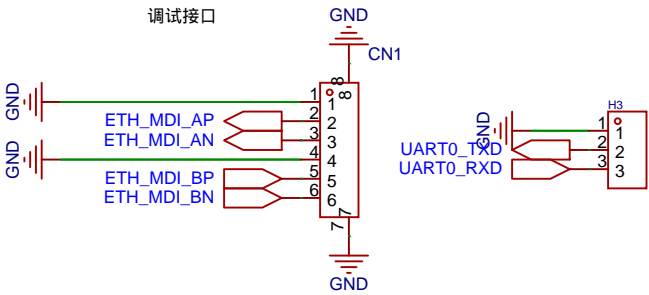 调试接口
GND
CN1
8
8
GND
1
1
ETH_MDI_AP
2
2
ETH_MDI_AN
3
3
GND
4
4
ETH_MDI_BP
5
5
ETH_MDI_BN
6
6
7
7
GND
H3
GND
1
1
UART0_TXD
2
2
UART0_RXD
3
3